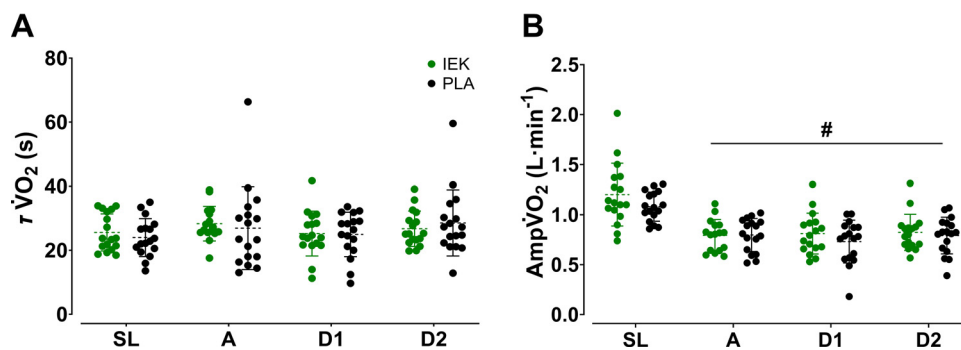 A
τ V̇O₂ (s)
80
60
40
20
0
IEK
PLA
SL
A
D1
D2
B
AmpV̇O₂ (L·min⁻¹)
2.5
2.0
1.5
1.0
0.5
0.0
#
SL
A
D1
D2